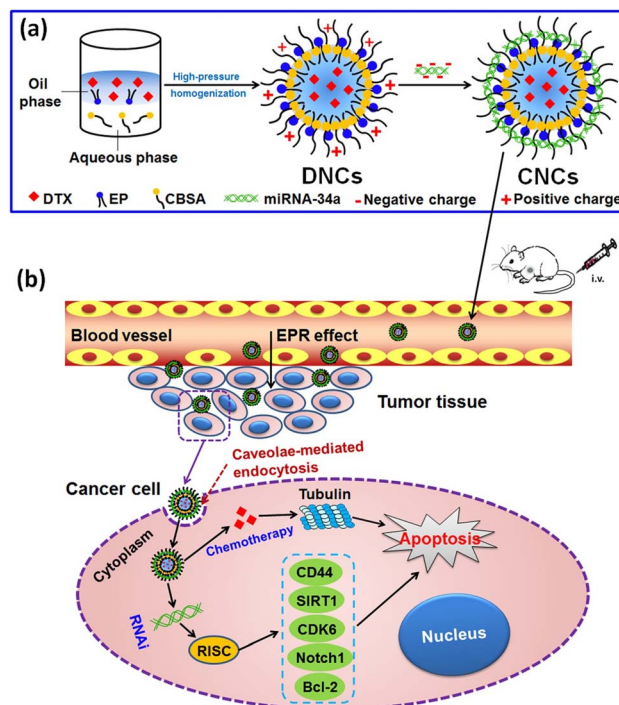 (a)
Oil
phase
Aqueous phase
High-pressure
homogenization
DNCs
CNCs
DTX
EP
CBSA
miRNA-34a
- Negative charge
+ Positive charge
i.v.
(b)
Blood vessel
EPR effect
Tumor tissue
Caveolae-mediated
endocytosis
Cancer cell
Cytoplasm
Chemotherapy
Tubulin
Apoptosis
RNAi
RISC
CD44
SIRT1
CDK6
Notch1
Bcl-2
Nucleus